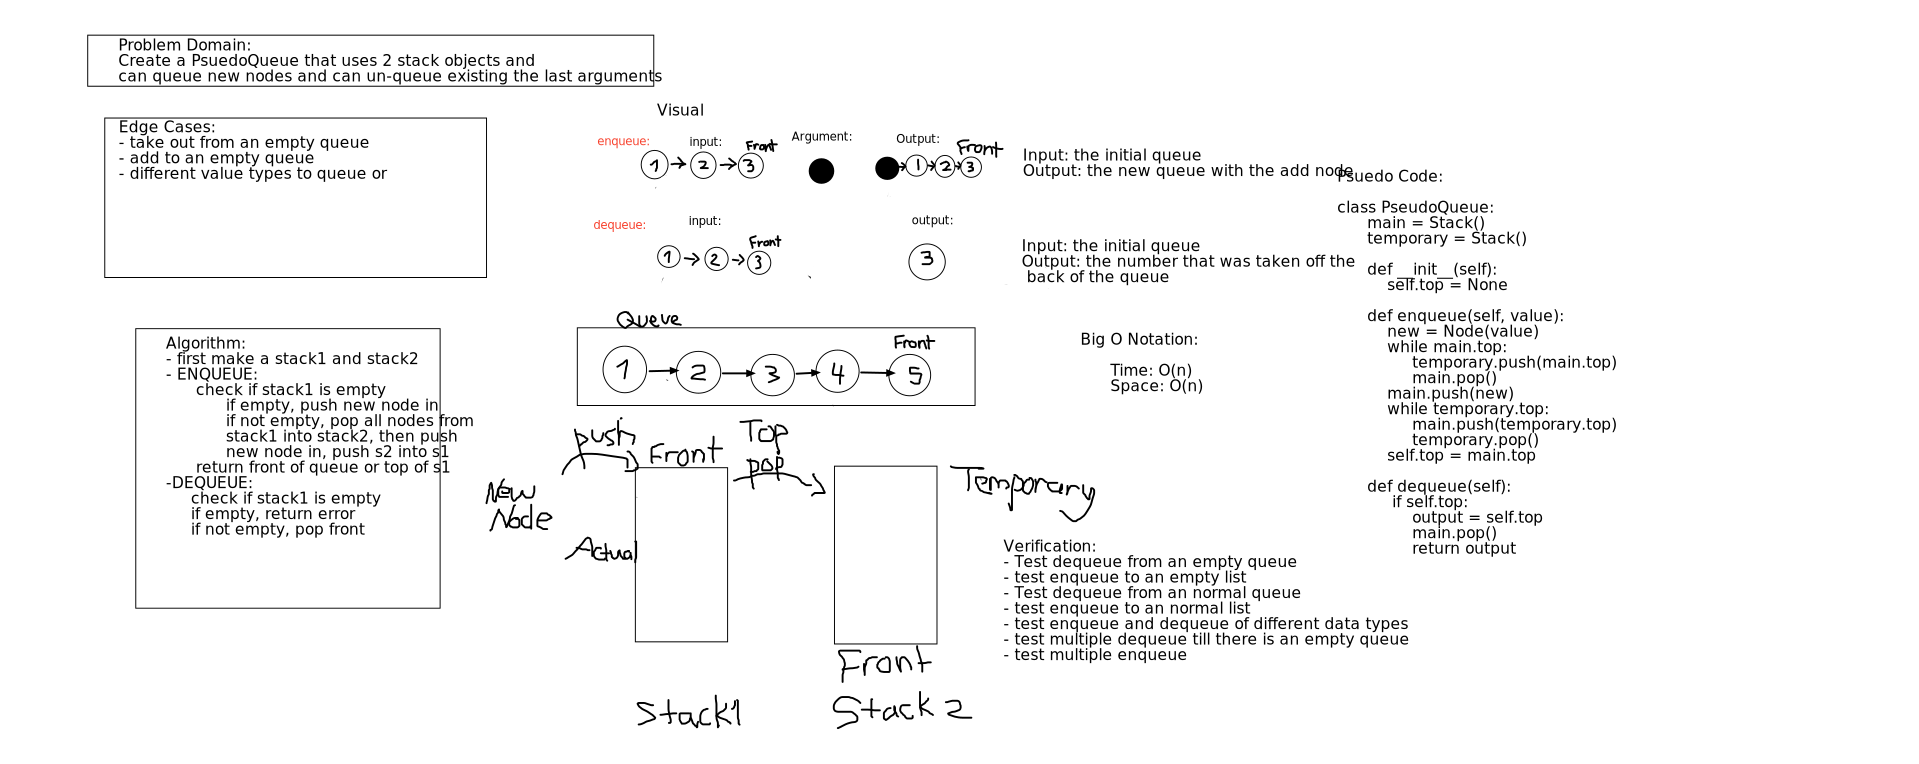 Problem Domain:
Create a PsuedoQueue that uses 2 stack objects and
can queue new nodes and can un-queue existing the last arguments
Edge Cases:
- take out from an empty queue
- add to an empty queue
- different value types to queue or
Algorithm:
- first make a stack1 and stack2
- ENQUEUE:
check if stack1 is empty
if empty, push new node in
if not empty, pop all nodes from
stack1 into stack2, then push
new node in, push s2 into s1
return front of queue or top of s1
-DEQUEUE:
check if stack1 is empty
if empty, return error
if not empty, pop front
Visual
enqueue:
input:
Front
1 2 3
Argument:
Output:
Front
1 2 3
Input: the initial queue
Output: the new queue with the add node
dequeue:
input:
Front
1 2 3
output:
3
Input: the initial queue
Output: the number that was taken off the
back of the queue
Queue
Front
1 2 3 4 5
Big O Notation:
Time: O(n)
Space: O(n)
push
Front
Top
pop
New
Node
Actual
Temporary
Front
Stack1
Stack 2
Verification:
- Test dequeue from an empty queue
- test enqueue to an empty list
- Test dequeue from an normal queue
- test enqueue to an normal list
- test enqueue and dequeue of different data types
- test multiple dequeue till there is an empty queue
- test multiple enqueue
Psuedo Code:
class PseudoQueue:
main = Stack()
temporary = Stack()
def __init__(self):
self.top = None
def enqueue(self, value):
new = Node(value)
while main.top:
temporary.push(main.top)
main.pop()
main.push(new)
while temporary.top:
main.push(temporary.top)
temporary.pop()
self.top = main.top
def dequeue(self):
if self.top:
output = self.top
main.pop()
return output